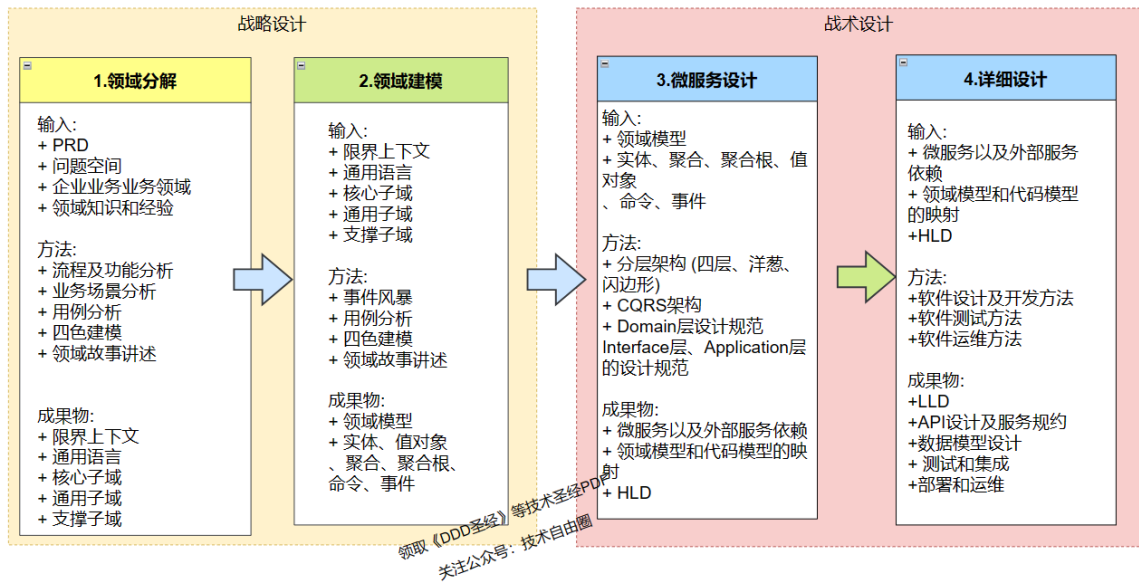 战略设计
1.领域分解
输入:
+ PRD
+ 问题空间
+ 企业业务业务领域
+ 领域知识和经验
方法:
+ 流程及功能分析
+ 业务场景分析
+ 用例分析
+ 四色建模
+ 领域故事讲述
成果物:
+ 限界上下文
+ 通用语言
+ 核心子域
+ 通用子域
+ 支撑子域
2.领域建模
输入:
+ 限界上下文
+ 通用语言
+ 核心子域
+ 通用子域
+ 支撑子域
方法:
+ 事件风暴
+ 用例分析
+ 四色建模
+ 领域故事讲述
成果物:
+ 领域模型
+ 实体、值对象
、聚合、聚合根、
命令、事件
战术设计
3.微服务设计
输入:
+ 领域模型
+ 实体、聚合、聚合根、值
对象
、命令、事件
方法:
+ 分层架构 (四层、洋葱、
闪边形)
+ CQRS架构
+ Domain层设计规范
Interface层、Application层
的设计规范
成果物:
+ 微服务以及外部服务依赖
+ 领域模型和代码模型的映
射
+ HLD
4.详细设计
输入:
+ 微服务以及外部服务
依赖
+ 领域模型和代码模型
的映射
+HLD
方法:
+软件设计及开发方法
+软件测试方法
+软件运维方法
成果物:
+LLD
+API设计及服务规约
+数据模型设计
+ 测试和集成
+部署和运维
领取《DDD圣经》等技术圣经PDF
关注公众号：技术自由圈